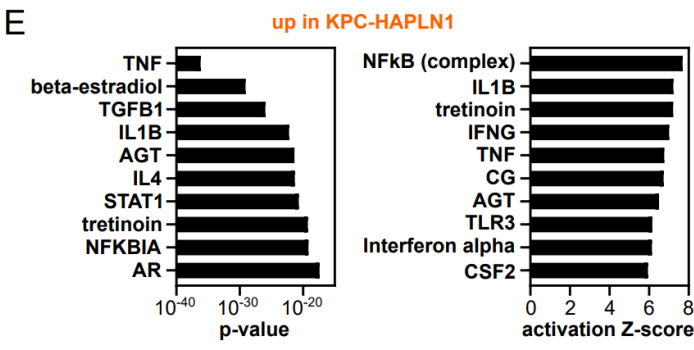 E
up in KPC-HAPLN1
TNF
beta-estradiol
TGFB1
IL1B
AGT
IL4
STAT1
tretinoin
NFKBIA
AR
10-40 10-30 10-20
p-value
NFkB (complex)
IL1B
tretinoin
IFNG
TNF
CG
AGT
TLR3
Interferon alpha
CSF2
0 2 4 6 8
activation Z-score